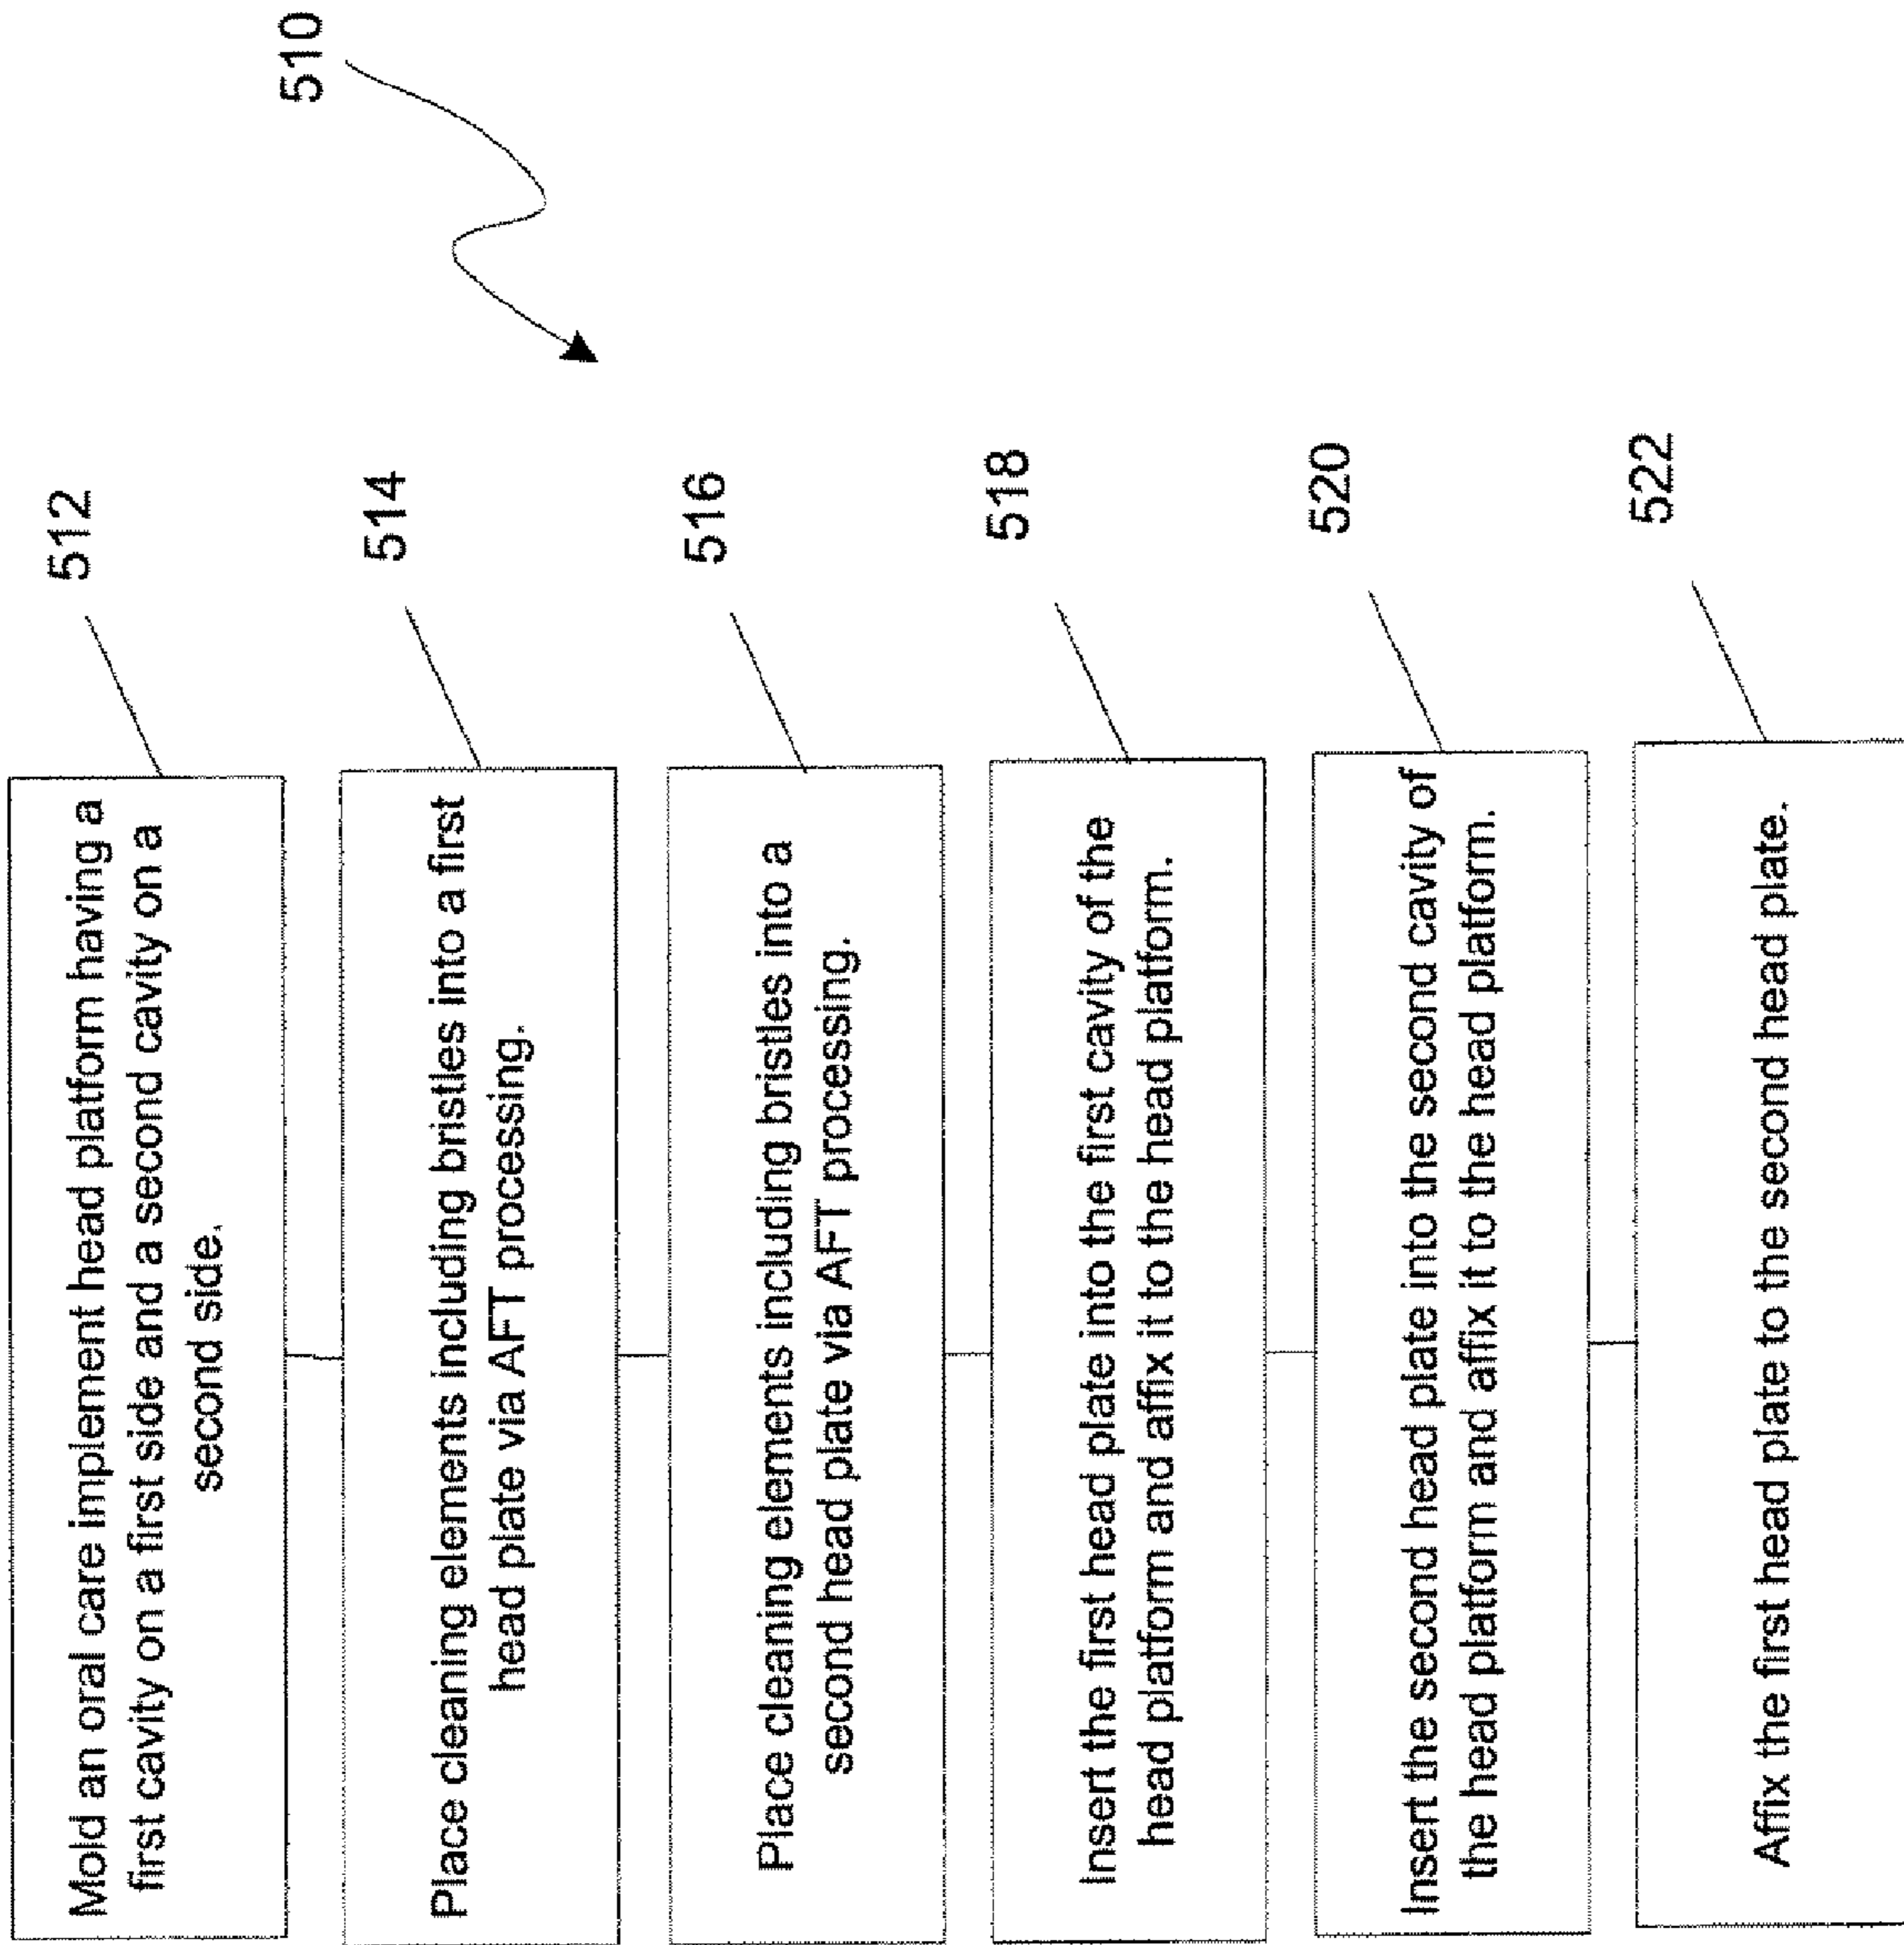 510
512
Mold an oral care implement head platform having a
first cavity on a first side and a second cavity on a
second side.
514
Place cleaning elements including bristles into a first
head plate via AFT processing.
516
Place cleaning elements including bristles into a
second head plate via AFT processing.
518
Insert the first head plate into the first cavity of the
head platform and affix it to the head platform.
520
Insert the second head plate into the second cavity of
the head platform and affix it to the head platform.
522
Affix the first head plate to the second head plate.